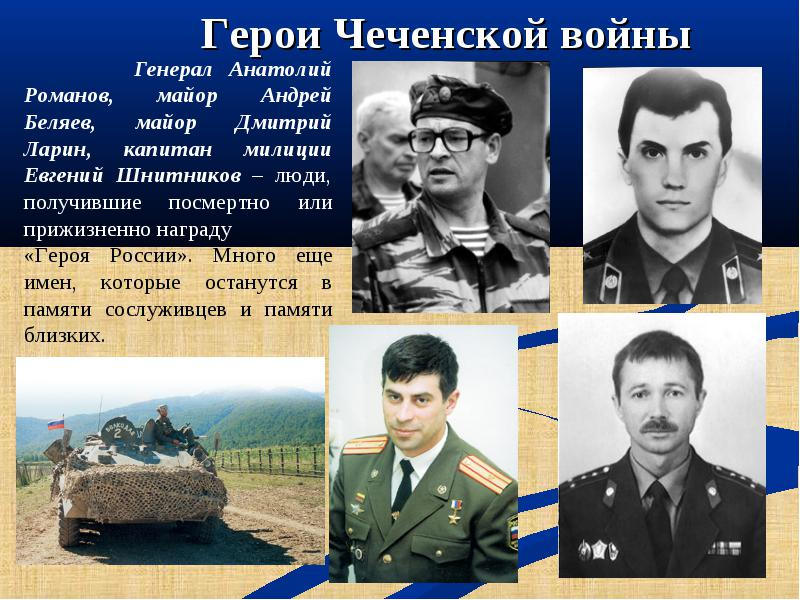 Герои Чеченской войны
Генерал Анатолий
Романов, майор Андрей
Беляев, майор Дмитрий
Ларин, капитан милиции
Евгений Шнитников – люди,
получившие посмертно или
прижизненно награду
«Героя России». Много еще
имен, которые останутся в
памяти сослуживцев и памяти
близких.
2